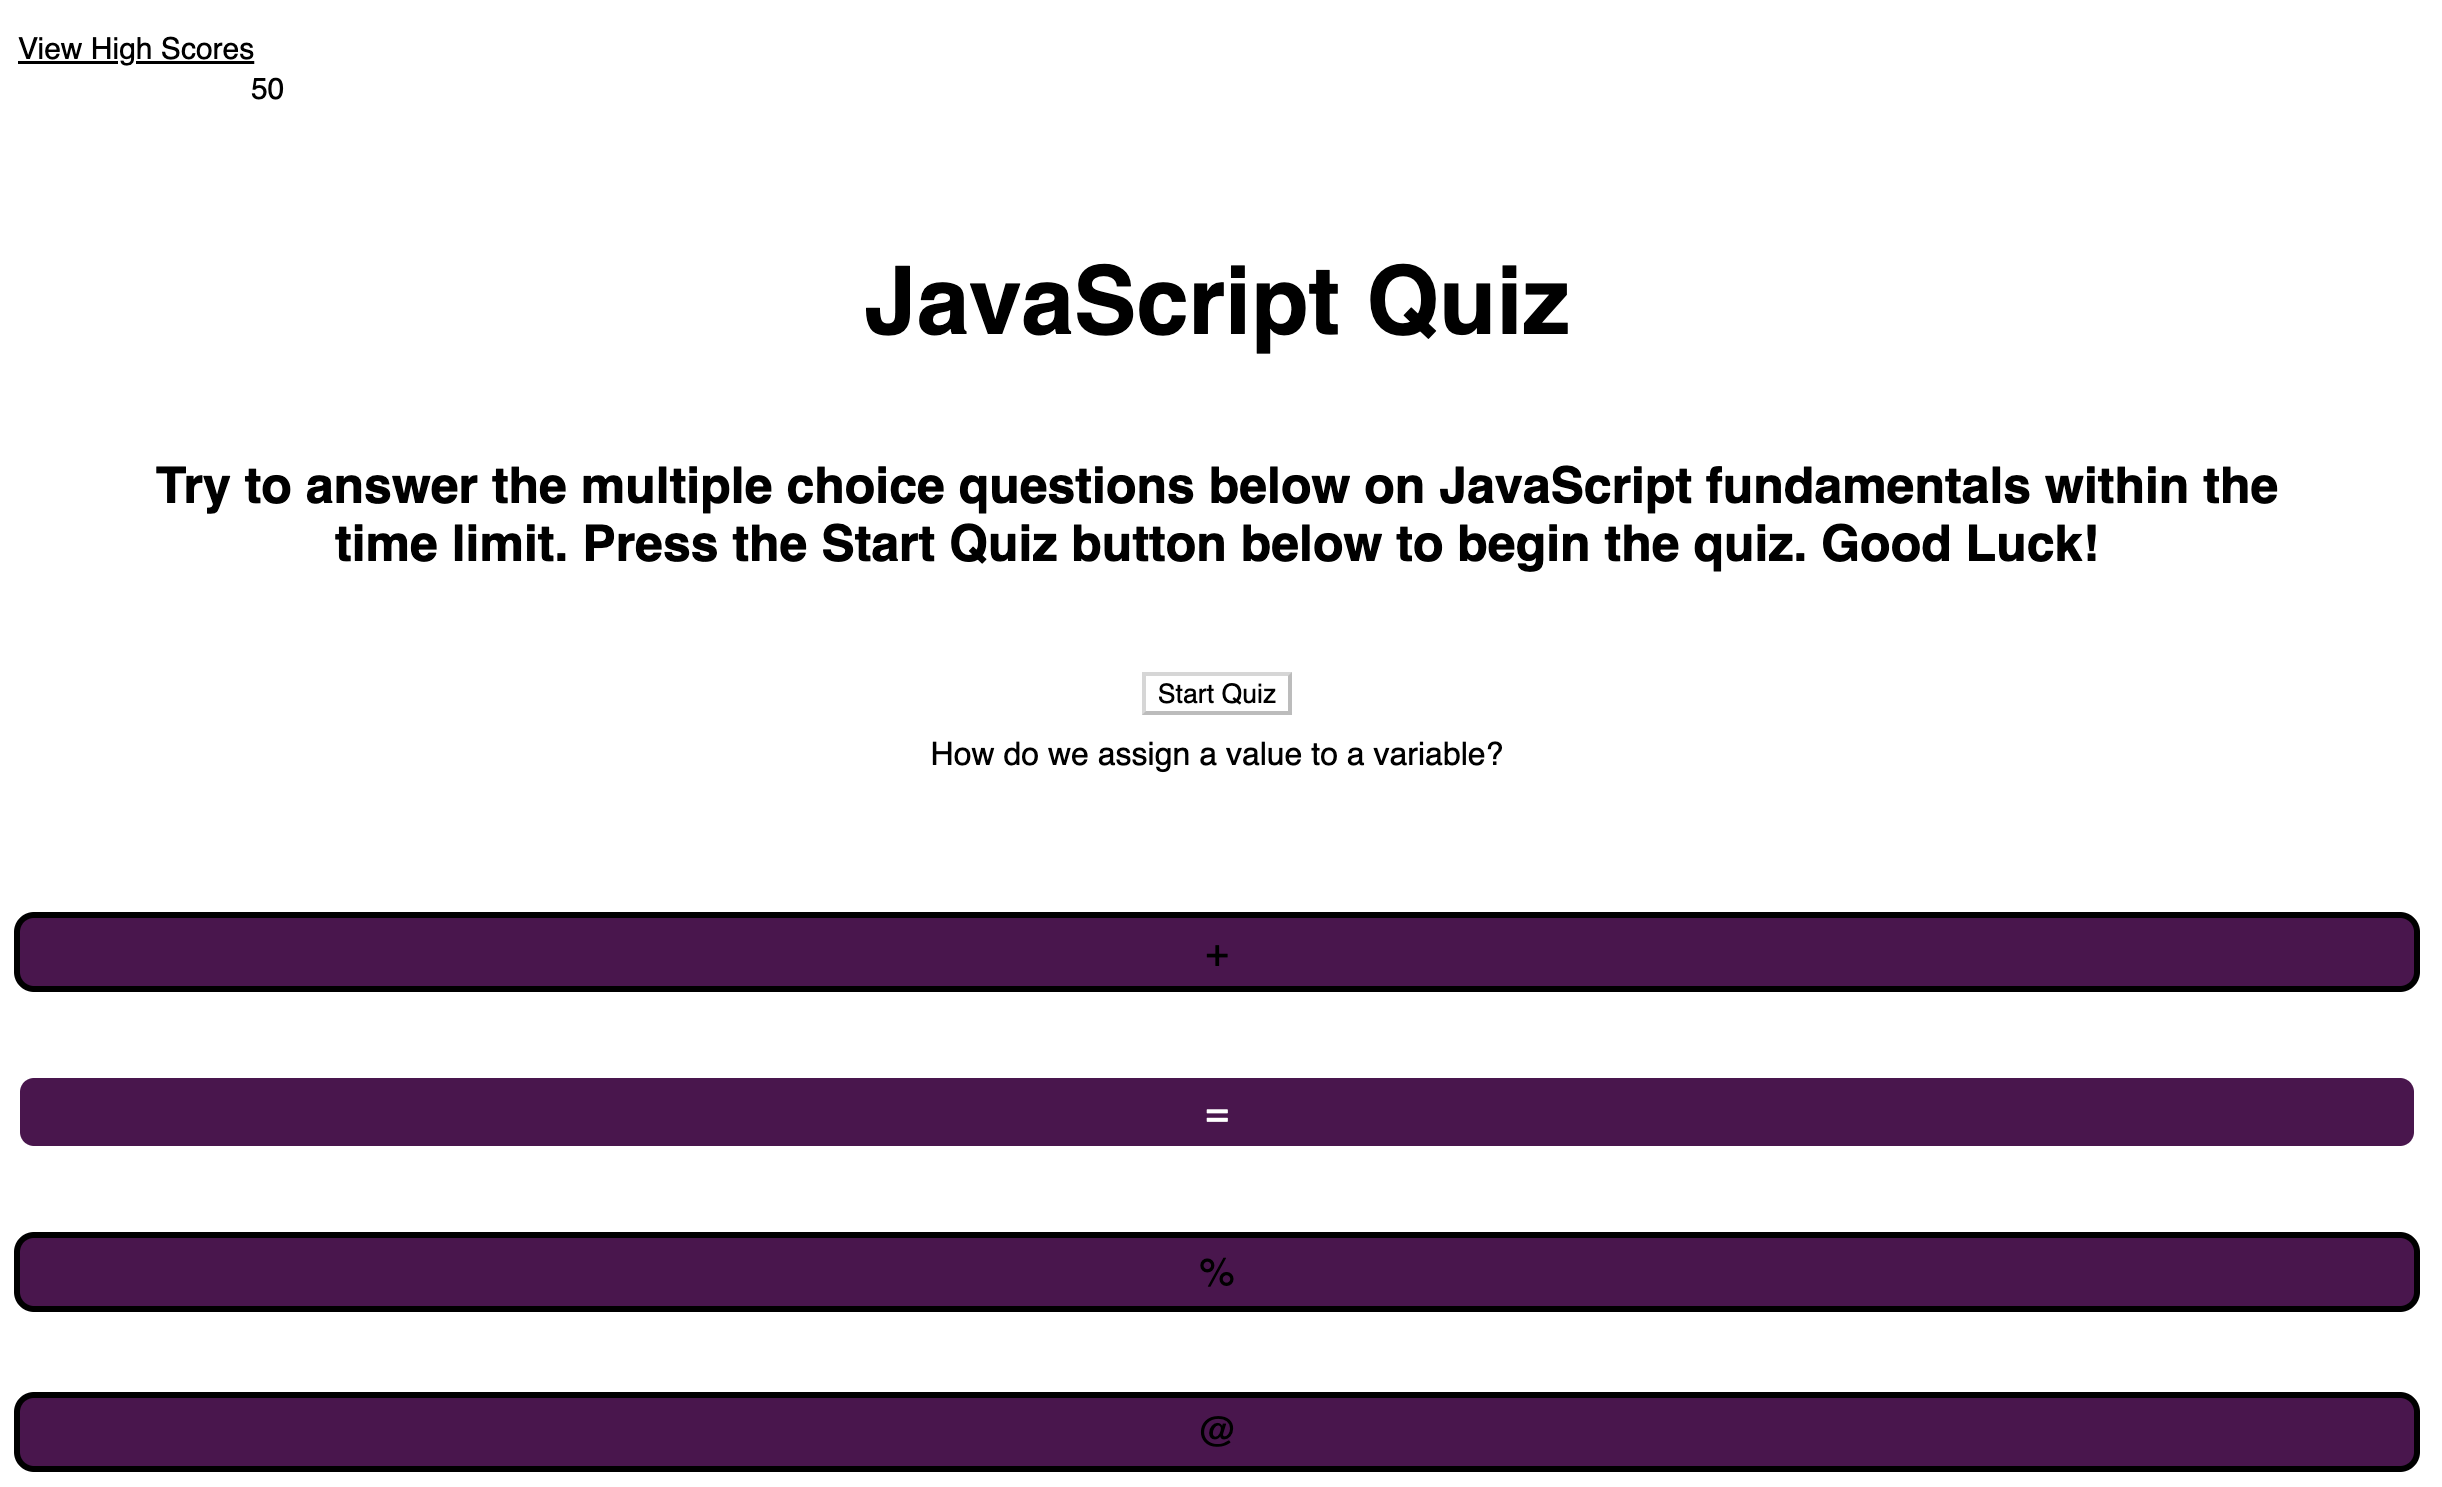 View High Scores
50
JavaScript Quiz
Try to answer the multiple choice questions below on JavaScript fundamentals within the
time limit. Press the Start Quiz button below to begin the quiz. Good Luck!
Start Quiz
How do we assign a value to a variable?
+
=
%
@